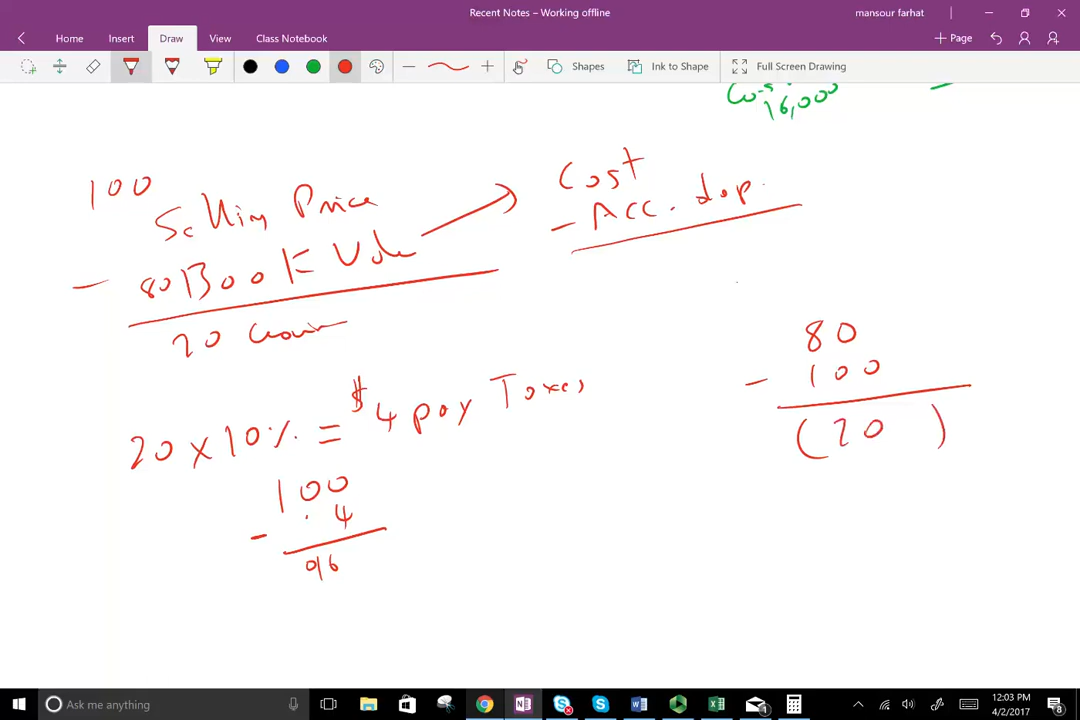 Recent Notes – Working offline
mansour farhat
Home Insert Draw View Class Notebook
Page
Shapes Ink to Shape Full Screen Drawing
16,000
100
Selling Price
- 80 Book Value
20 Gain
Cost
- Acc. dep.
20 x 10% = $4 pay Taxes
100
- 4
96
80
- 100
(20)
Ask me anything
12:03 PM
4/2/2017